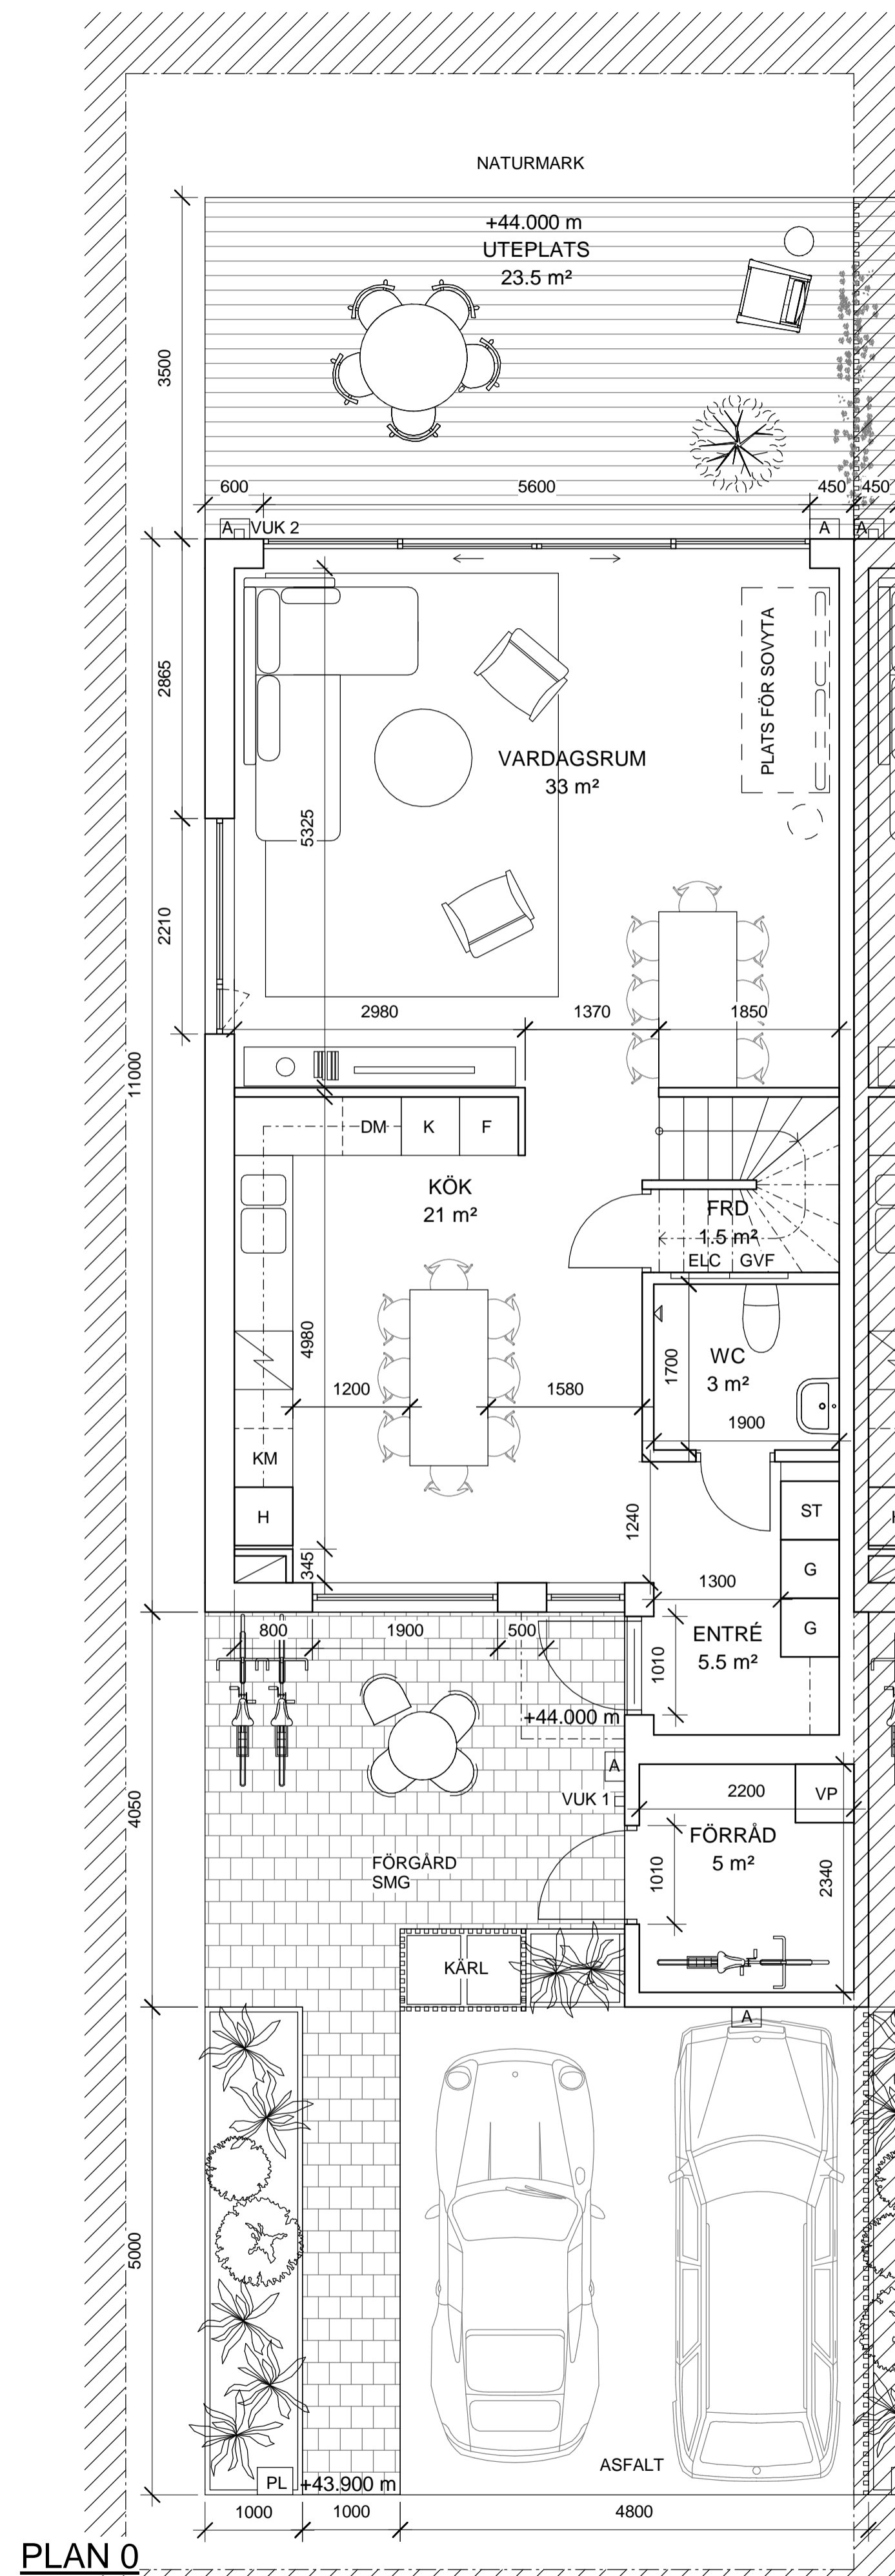 NATURMARK
+44.000 m
UTEPLATS
23.5 m²
3500
600
5600
450
450
A
VUK 2
A
A
2865
PLATS FÖR SOVYTA
VARDAGSRUM
33 m²
5325
2210
2980
1370
1850
11000
DM
K
F
KÖK
21 m²
FRD
1.5 m²
ELC
GVF
4980
1700
WC
3 m²
1200
1580
1900
KM
H
ST
1240
345
G
1300
G
800
1900
500
ENTRÉ
5.5 m²
1010
+44.000 m
A
VUK 1
2200
VP
4050
FÖRRÅD
5 m²
FÖRGÅRD
SMG
1010
2340
KÄRL
A
5000
ASFALT
PL
+43.900 m
1000
1000
4800
PLAN 0